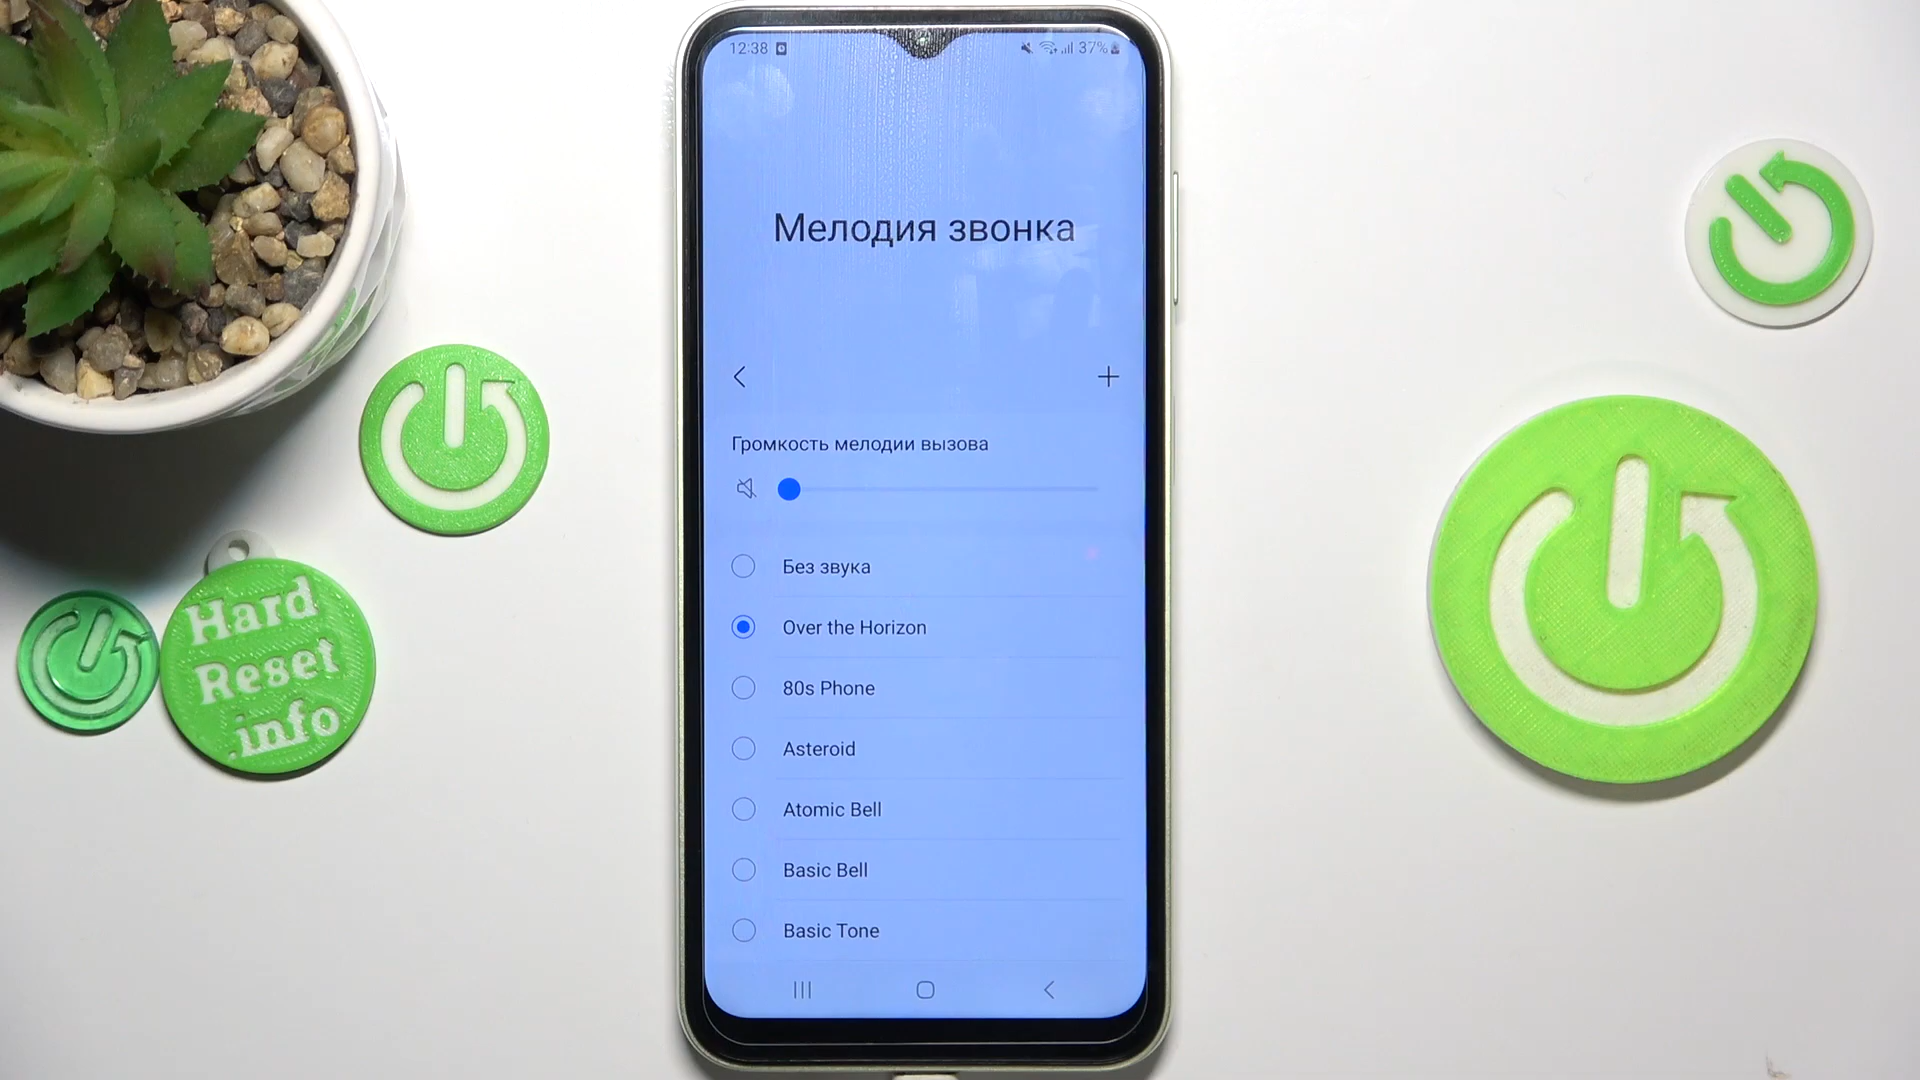 12:38
37%
Мелодия звонка
Громкость мелодии вызова
Без звука
Over the Horizon
80s Phone
Asteroid
Atomic Bell
Basic Bell
Basic Tone
Hard
Reset
.info